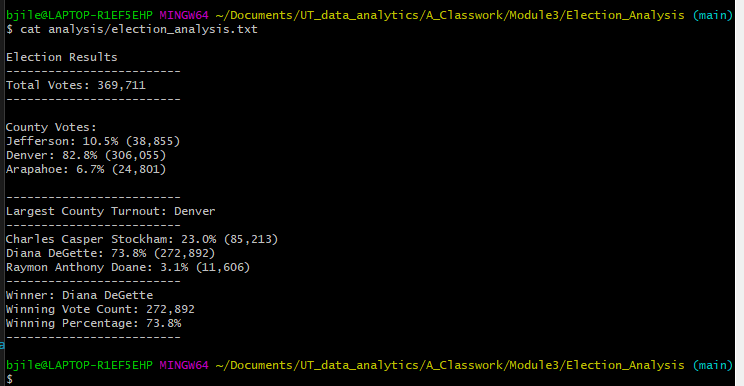 bjile@LAPTOP-R1EF5EHP MINGW64 ~/Documents/UT_data_analytics/A_Classwork/Module3/Election_Analysis (main)
$ cat analysis/election_analysis.txt

Election Results
-------------------------
Total Votes: 369,711
-------------------------

County Votes:
Jefferson: 10.5% (38,855)
Denver: 82.8% (306,055)
Arapahoe: 6.7% (24,801)

-------------------------
Largest County Turnout: Denver
-------------------------
Charles Casper Stockham: 23.0% (85,213)
Diana DeGette: 73.8% (272,892)
Raymon Anthony Doane: 3.1% (11,606)
-------------------------
Winner: Diana DeGette
Winning Vote Count: 272,892
Winning Percentage: 73.8%
-------------------------

bjile@LAPTOP-R1EF5EHP MINGW64 ~/Documents/UT_data_analytics/A_Classwork/Module3/Election_Analysis (main)
$